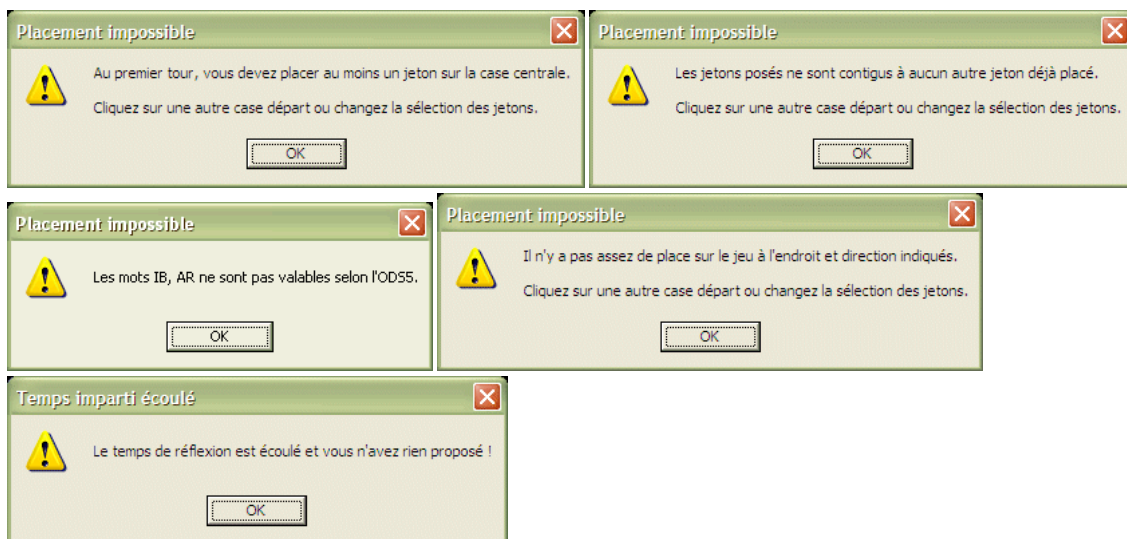 Placement impossible
Au premier tour, vous devez placer au moins un jeton sur la case centrale.
Cliquez sur une autre case départ ou changez la sélection des jetons.
OK
Placement impossible
Les jetons posés ne sont contigus à aucun autre jeton déjà placé.
Cliquez sur une autre case départ ou changez la sélection des jetons.
OK
Placement impossible
Les mots IB, AR ne sont pas valables selon l'ODS5.
OK
Placement impossible
Il n'y a pas assez de place sur le jeu à l'endroit et direction indiqués.
Cliquez sur une autre case départ ou changez la sélection des jetons.
OK
Temps imparti écoulé
Le temps de réflexion est écoulé et vous n'avez rien proposé !
OK